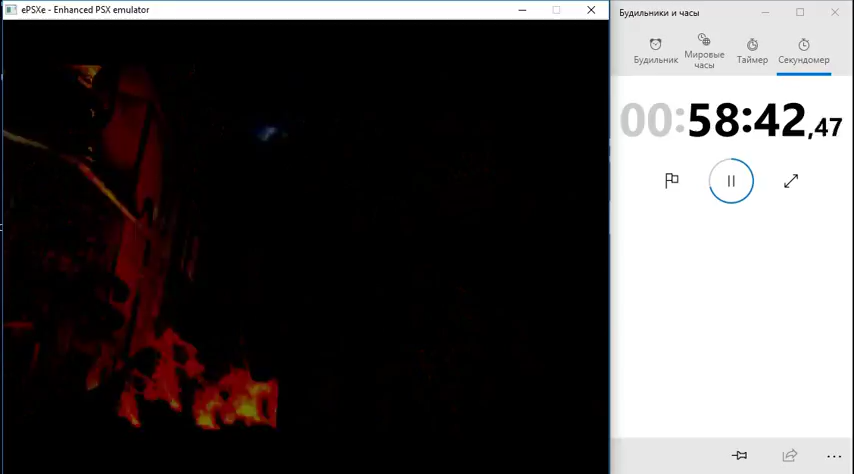 ePSXe - Enhanced PSX emulator
Будильники и часы
Будильник
Мировые
часы
Таймер
Секундомер
00:58:42,47